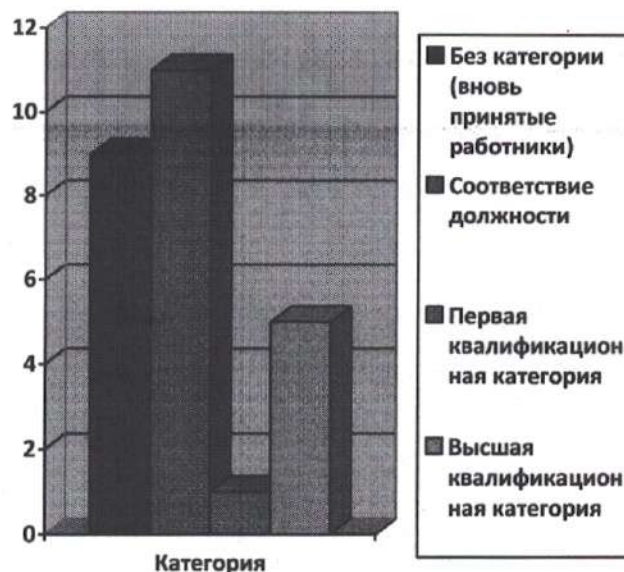 12
10
8
6
4
2
0
Категория
Без категории
(вновь
принятые
работники)
Соответствие
должности
Первая
квалификацион
ная категория
Высшая
квалификацион
ная категория